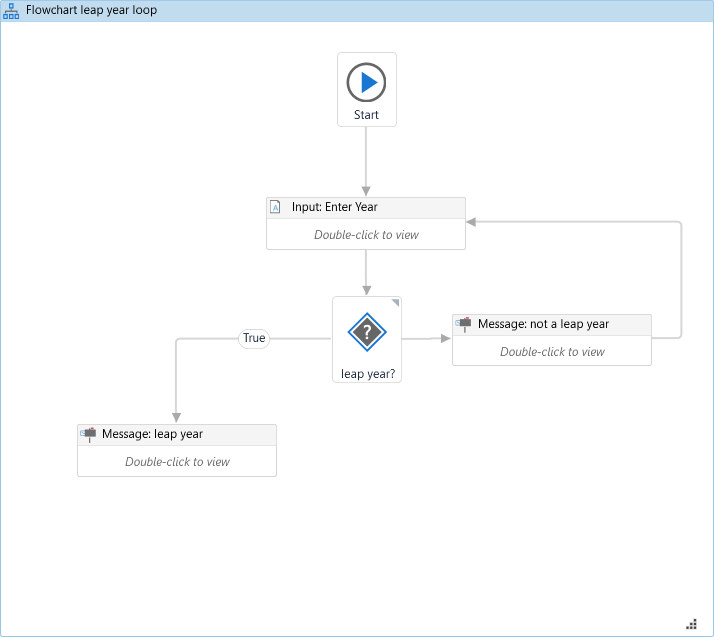 Flowchart leap year loop
Start
Input: Enter Year
Double-click to view
True
leap year?
Message: not a leap year
Double-click to view
Message: leap year
Double-click to view